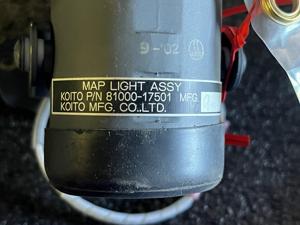 9-'02
MAP LIGHT ASSY
KOITO P/N 81000-17501 MFG.
KOITO MFG. CO.,LTD.